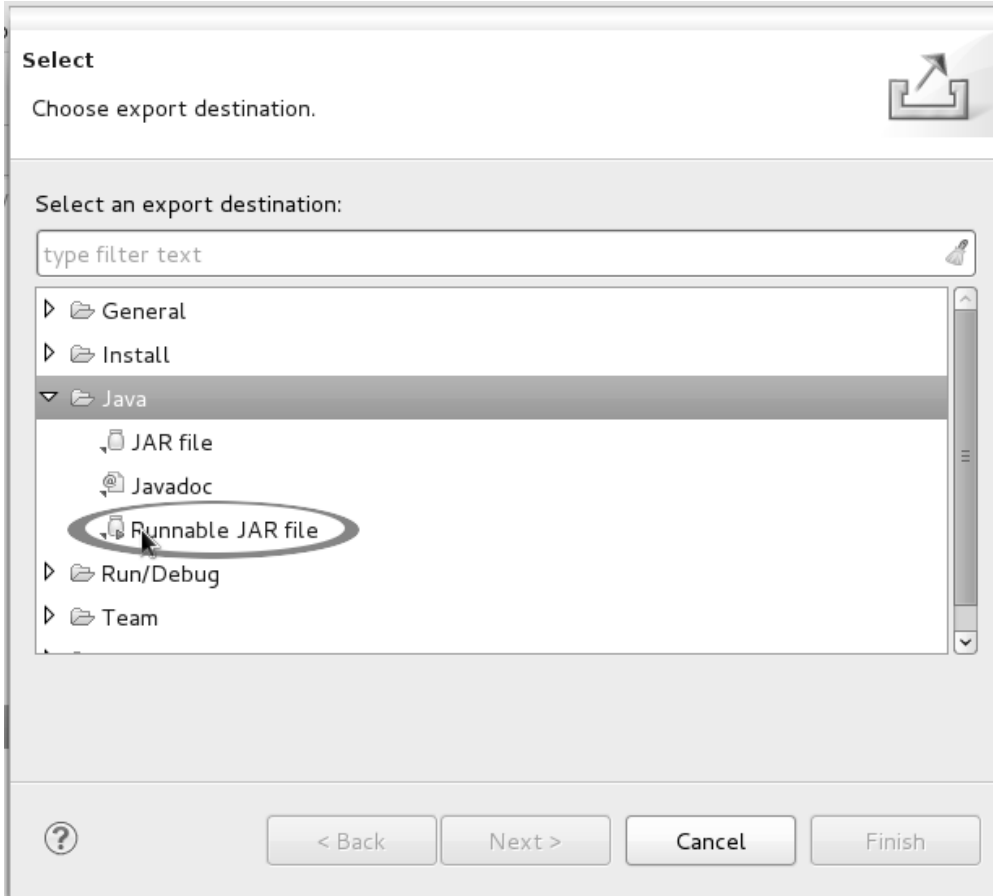 Select
Choose export destination.
Select an export destination:
type filter text
General
Install
Java
JAR file
Javadoc
Runnable JAR file
Run/Debug
Team
?
< Back
Next >
Cancel
Finish